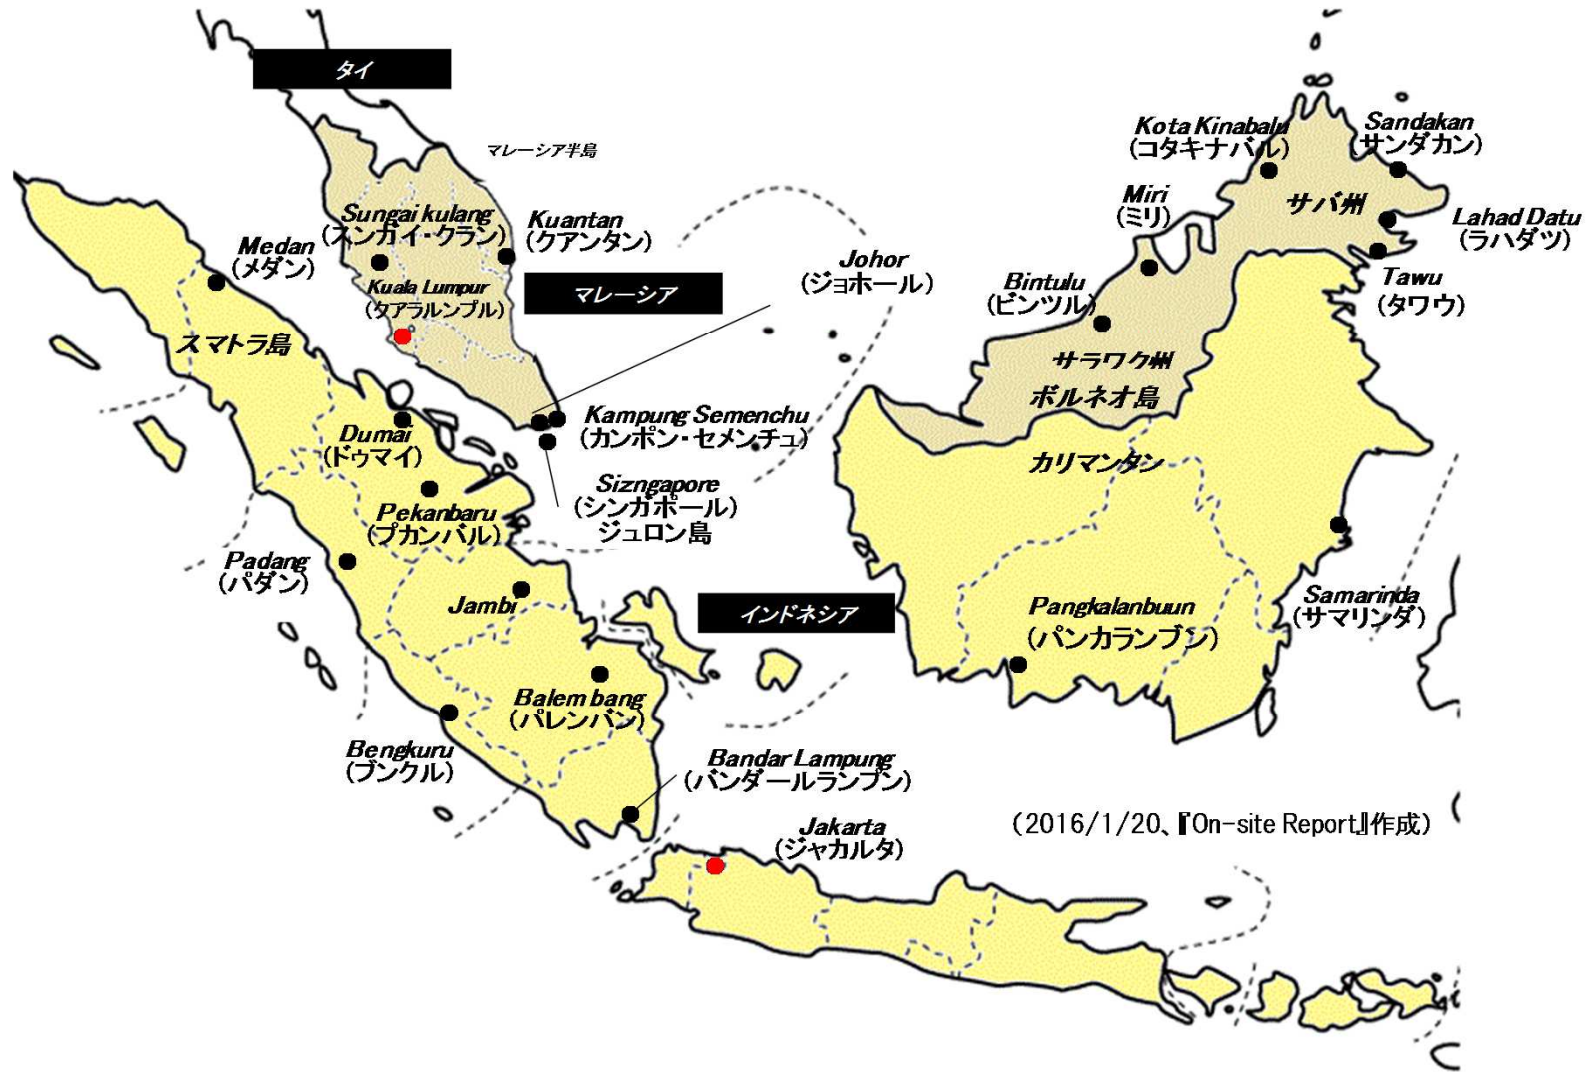 タイ
マレーシア半島
Kota Kinabalu
(コタキナバル)
Sandakan
(サンダカン)
Miri
(ミリ)
サバ州
Lahad Datu
(ラハダツ)
Sungai kulang
(スンガイ・クラン)
Kuantan
(クアンタン)
Medan
(メダン)
Johor
(ジョホール)
Bintulu
(ビンツル)
Tawu
(タワウ)
Kuala Lumpur
(クアラルンプル)
マレーシア
スマトラ島
サラワク州
ボルネオ島
Kampung Semenchu
(カンポン・セメンチュ)
Dumai
(ドゥマイ)
カリマンタン
Sizngapore
(シンガポール)
ジュロン島
Pekanbaru
(プカンバル)
Padang
(パダン)
Jambi
インドネシア
Pangkalanbuun
(パンカランブン)
Samarinda
(サマリンダ)
Balembang
(パレンバン)
Bengkuru
(ブンクル)
Bandar Lampung
(バンダールランプン)
Jakarta
(ジャカルタ)
(2016/1/20、『On-site Report』作成)